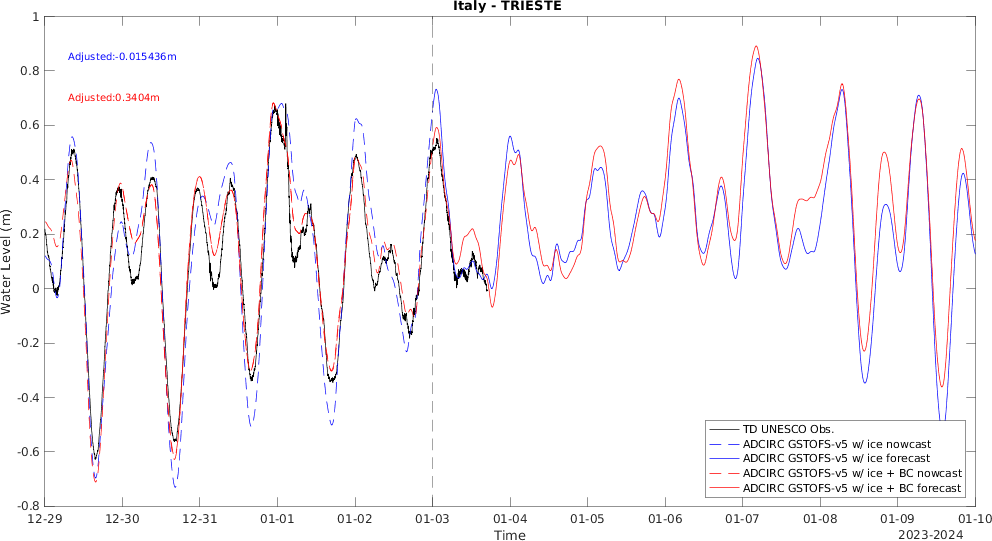 Italy - TRIESTE
Adjusted:-0.015436m
Adjusted:0.3404m
1
0.8
0.6
0.4
0.2
0
-0.2
-0.4
-0.6
-0.8
Water Level (m)
TD UNESCO Obs.
ADCIRC GSTOFS-v5 w/ ice nowcast
ADCIRC GSTOFS-v5 w/ ice forecast
ADCIRC GSTOFS-v5 w/ ice + BC nowcast
ADCIRC GSTOFS-v5 w/ ice + BC forecast
12-29 12-30 12-31 01-01 01-02 01-03 01-04 01-05 01-06 01-07 01-08 01-09 01-10
Time
2023-2024